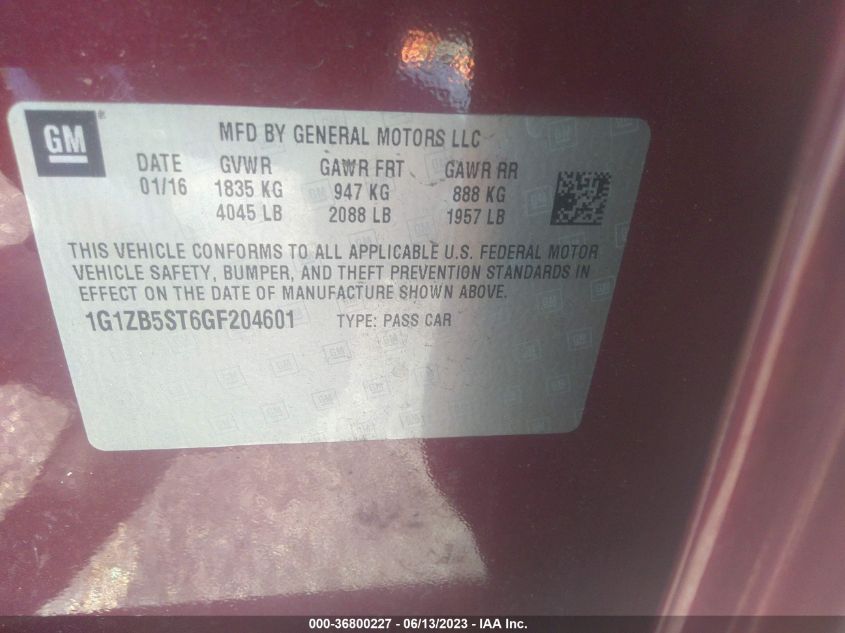 GM
MFD BY GENERAL MOTORS LLC
DATE GVWR GAWR FRT GAWR RR
01/16 1835 KG 947 KG 888 KG
4045 LB 2088 LB 1957 LB
THIS VEHICLE CONFORMS TO ALL APPLICABLE U.S. FEDERAL MOTOR
VEHICLE SAFETY, BUMPER, AND THEFT PREVENTION STANDARDS IN
EFFECT ON THE DATE OF MANUFACTURE SHOWN ABOVE.
1G1ZB5ST6GF204601 TYPE: PASS CAR
000-36800227 - 06/13/2023 - IAA Inc.